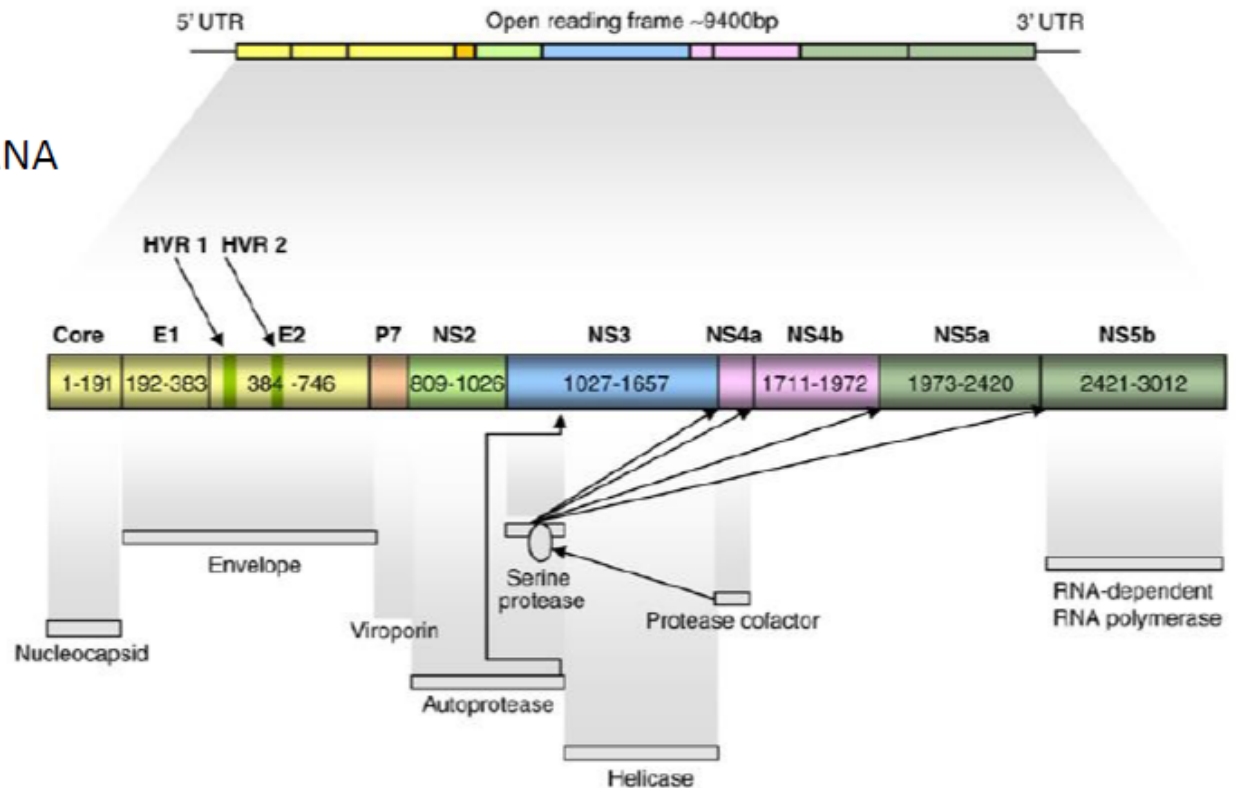 5' UTR Open reading frame ~9400bp 3' UTR
NA
HVR 1 HVR 2
Core E1 E2 P7 NS2 NS3 NS4a NS4b NS5a NS5b
1-191 192-383 384 -746 809-1026 1027-1657 1711-1972 1973-2420 2421-3012
Envelope
Serine
protease
RNA-dependent
RNA polymerase
Protease cofactor
Viroporin
Nucleocapsid
Autoprotease
Helicase